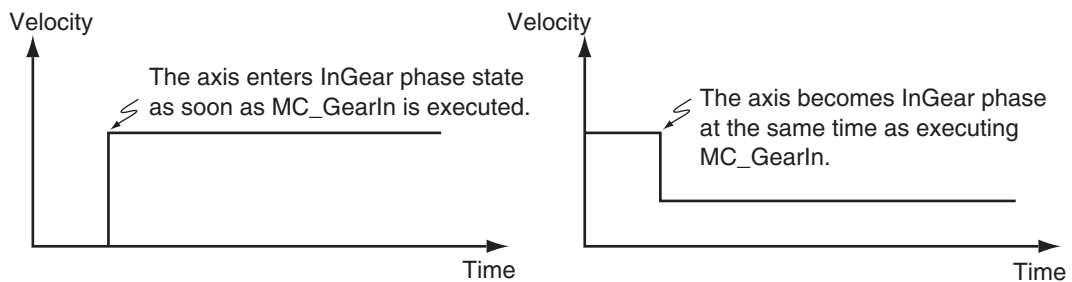 Velocity
The axis enters InGear phase state
as soon as MC_GearIn is executed.
Time
Velocity
The axis becomes InGear phase
at the same time as executing
MC_GearIn.
Time